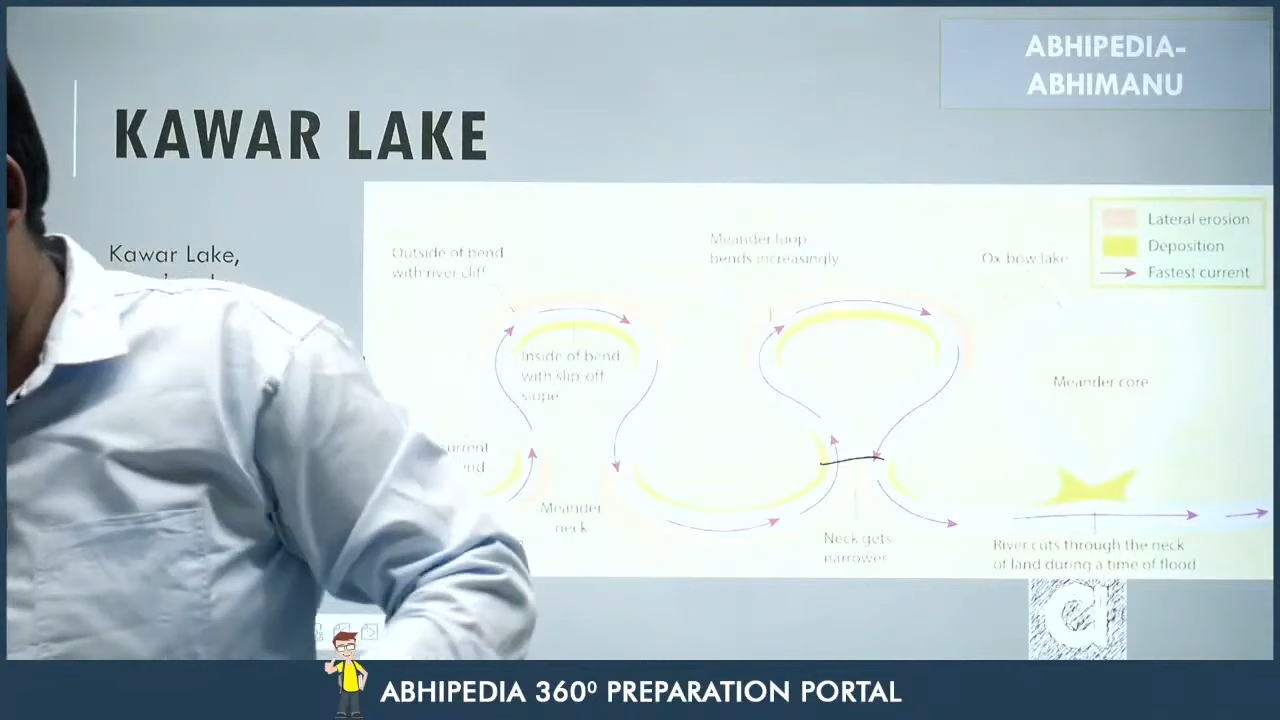 ABHIPEDIA-
ABHIMANU
KAWAR LAKE
Kawar Lake,
Outside of bend
with river cliff
Meander loop
bends increasingly
Ox bow lake
Lateral erosion
Deposition
Fastest current
Inside of bend
with slip-off
slope
Meander core
Meander
neck
Neck gets
narrower
River cuts through the neck
of land during a time of flood
a
ABHIPEDIA 360⁰ PREPARATION PORTAL